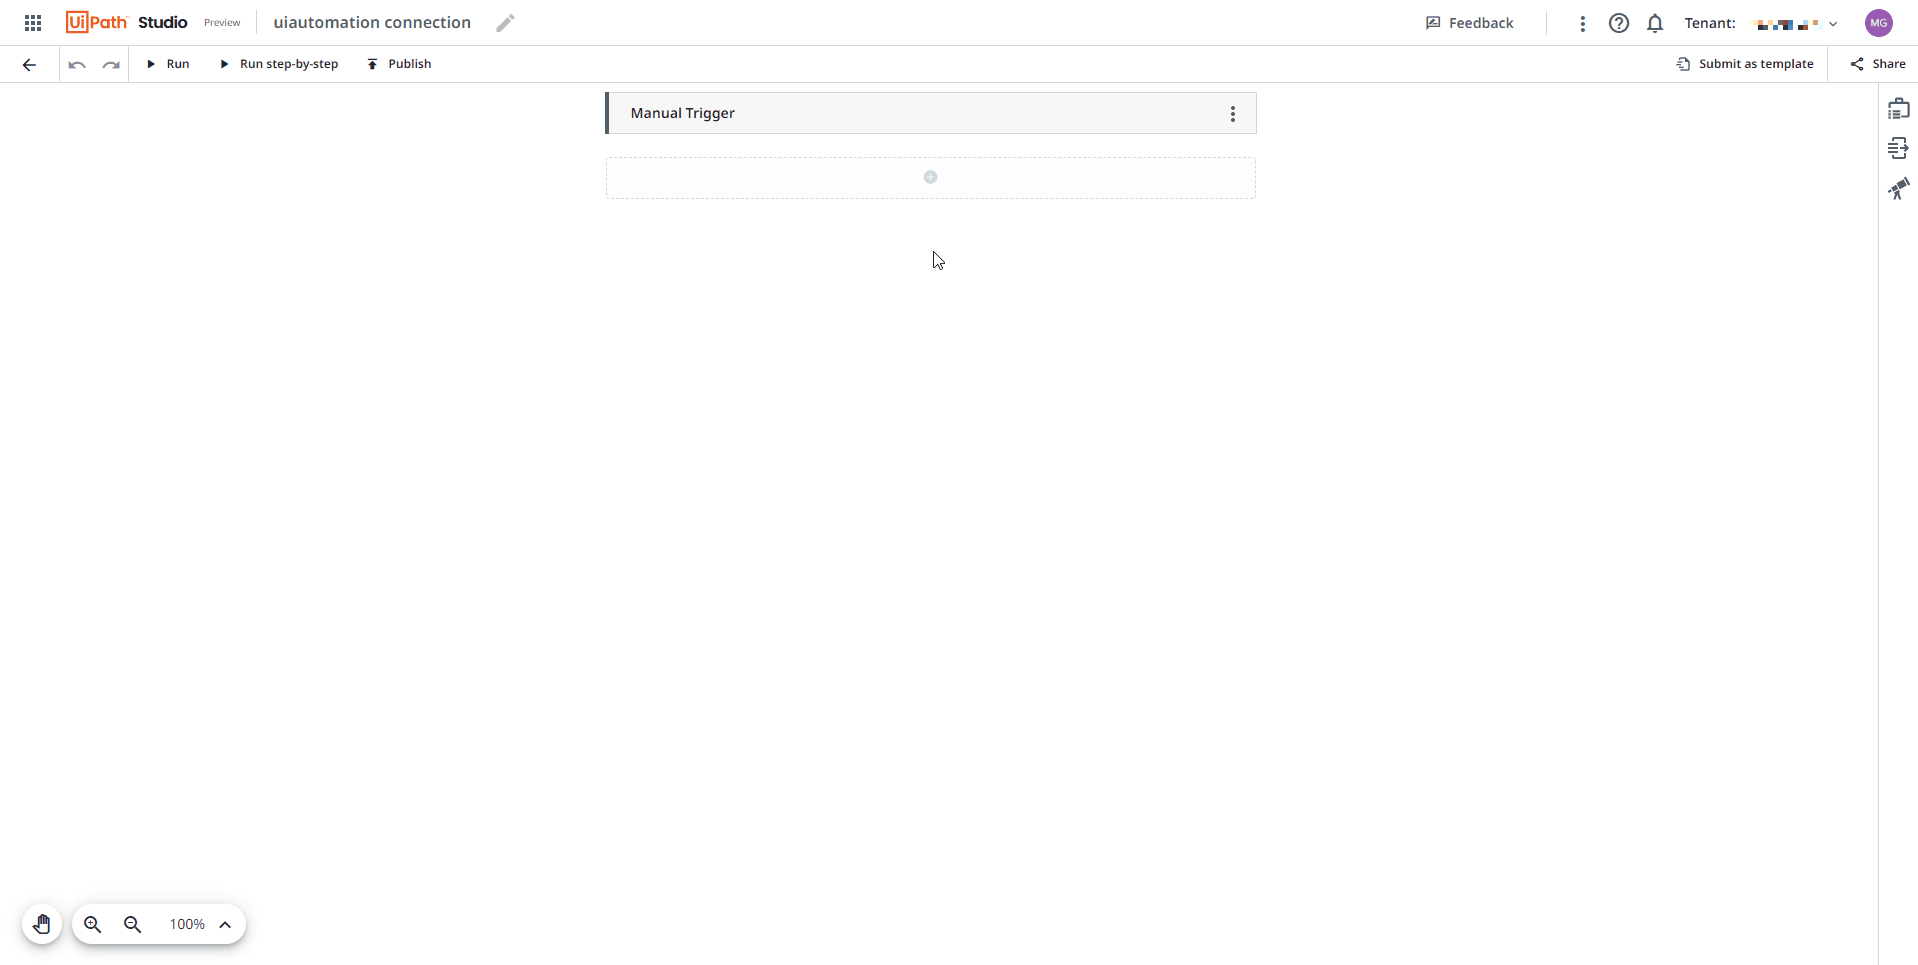 UiPath Studio Preview uiautomation connection Feedback Tenant: MG
Run Run step-by-step Publish Submit as template Share
Manual Trigger
100%